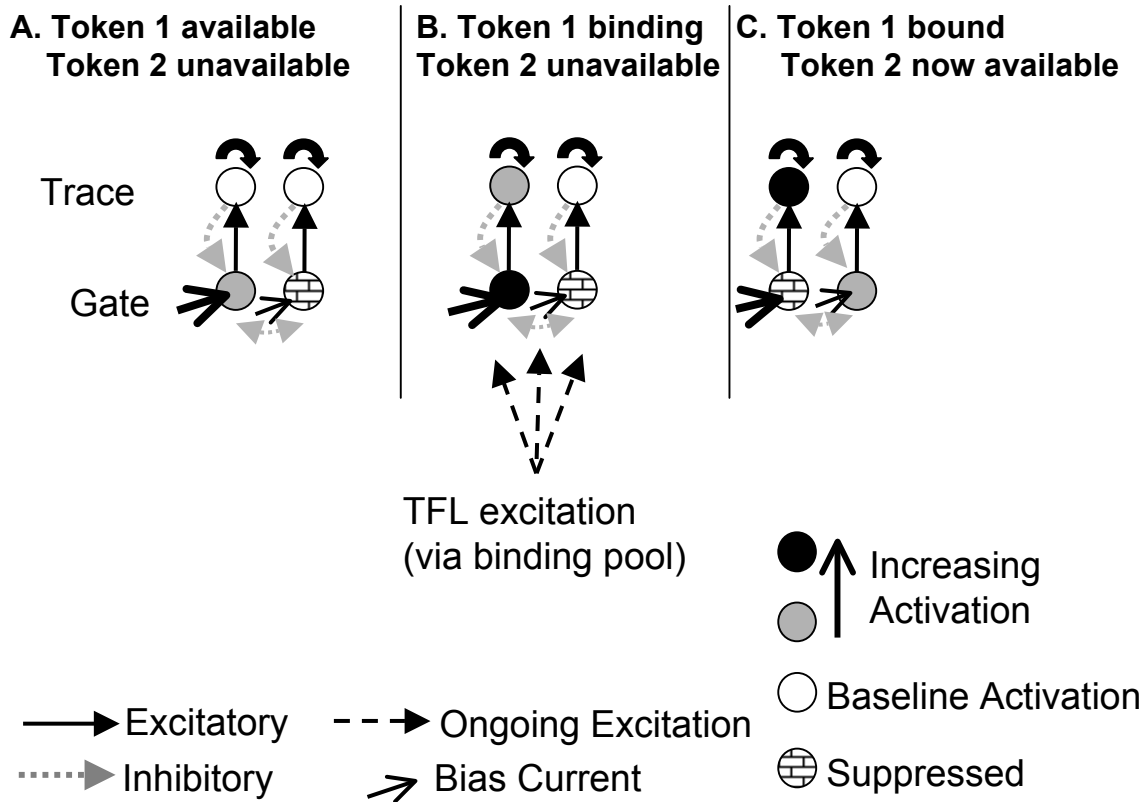 A. Token 1 available
Token 2 unavailable
B. Token 1 binding
Token 2 unavailable
C. Token 1 bound
Token 2 now available
Trace
Gate
TFL excitation
(via binding pool)
Increasing
Activation
Baseline Activation
Suppressed
Excitatory
Ongoing Excitation
Inhibitory
Bias Current